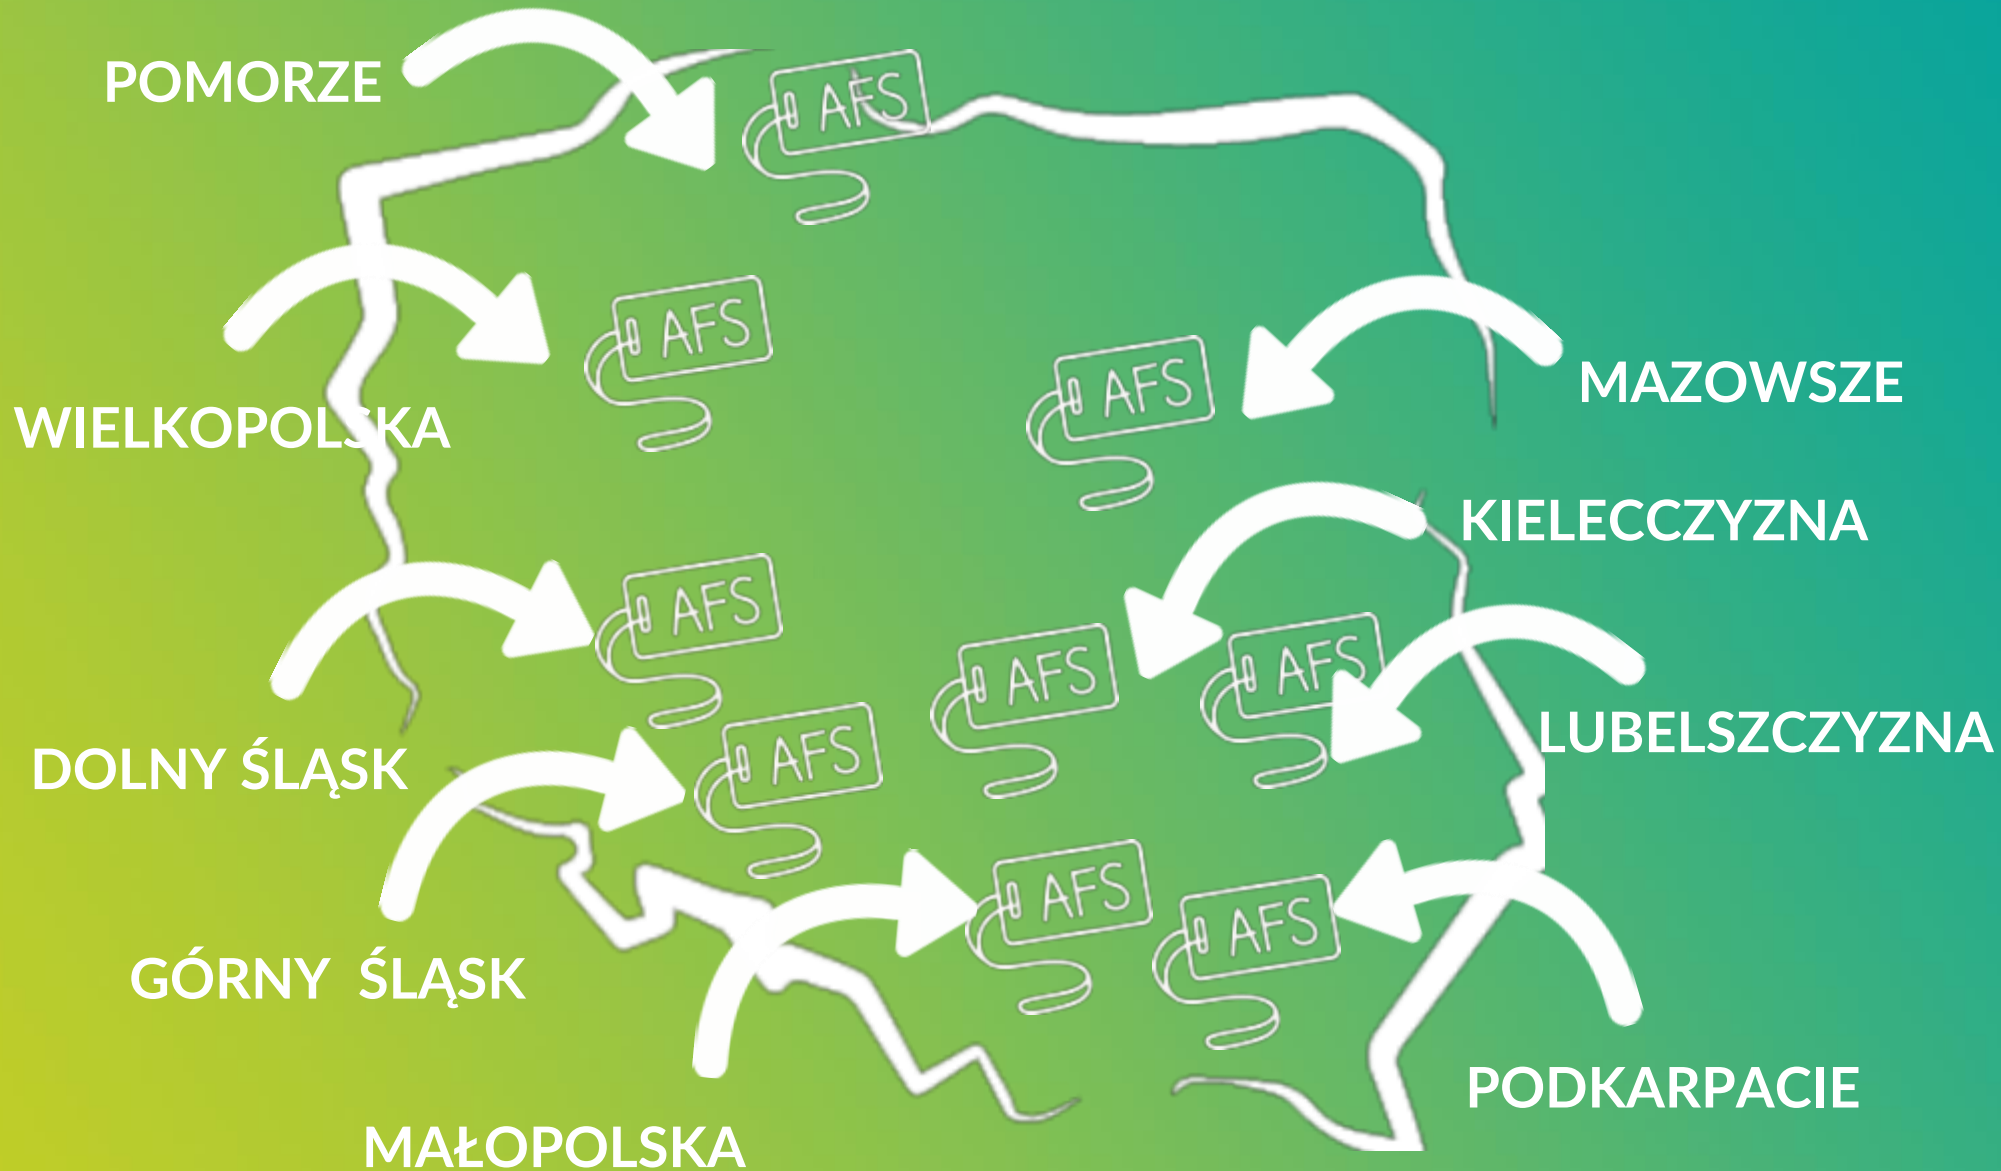 POMORZE
AFS
WIELKOPOLSKA
AFS
AFS
MAZOWSZE
KIELECCZYZNA
AFS
AFS
AFS
LUBELSZCZYZNA
DOLNY ŚLĄSK
AFS
AFS
AFS
GÓRNY  ŚLĄSK
PODKARPACIE
MAŁOPOLSKA